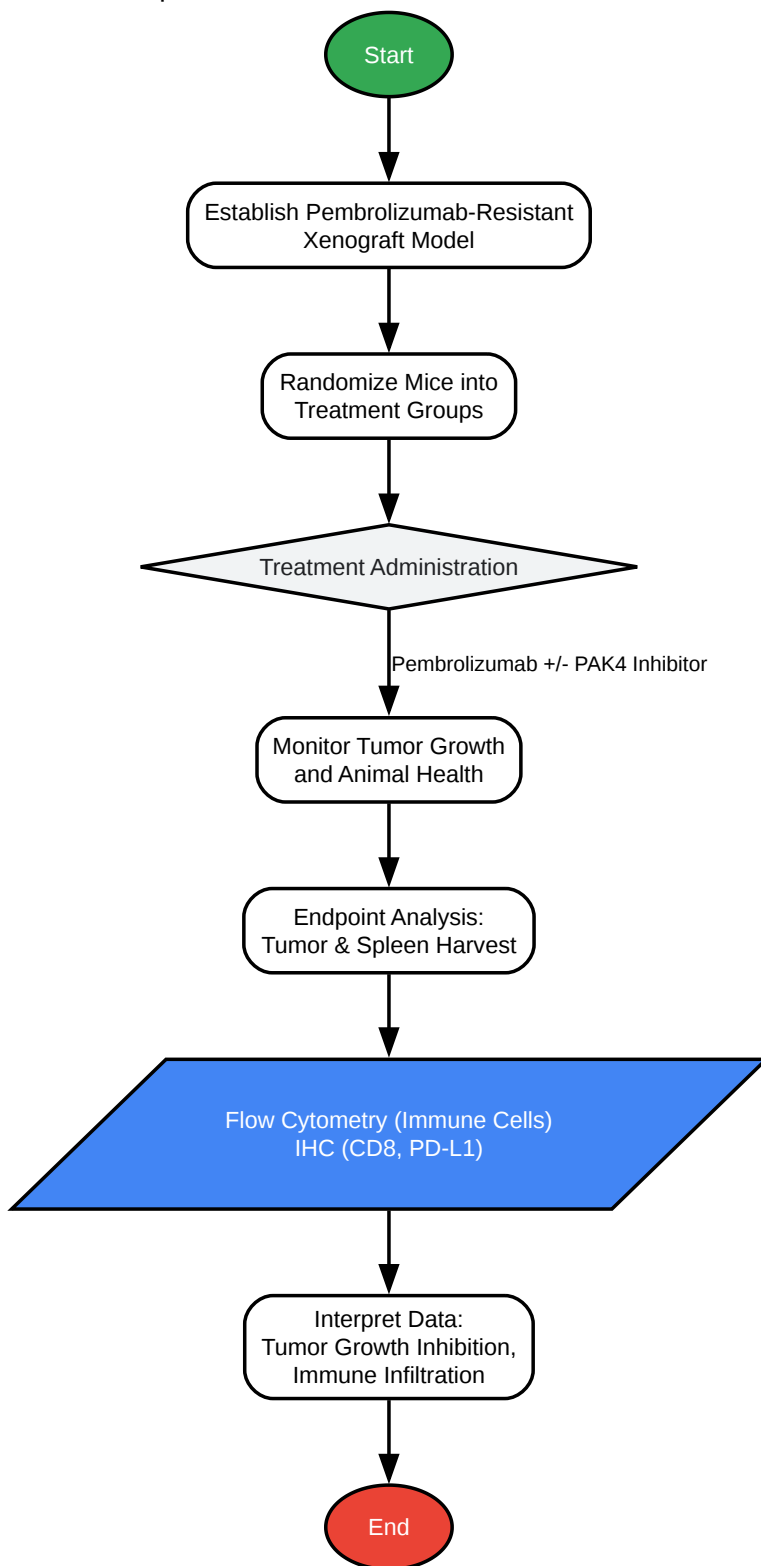 Start
Establish Pembrolizumab-Resistant
Xenograft Model
Randomize Mice into
Treatment Groups
Treatment Administration
Pembrolizumab +/- PAK4 Inhibitor
Monitor Tumor Growth
and Animal Health
Endpoint Analysis:
Tumor & Spleen Harvest
Flow Cytometry (Immune Cells)
IHC (CD8, PD-L1)
Interpret Data:
Tumor Growth Inhibition,
Immune Infiltration
End